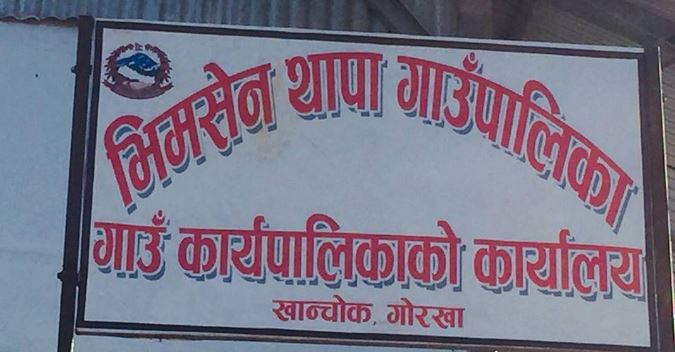 भिमसेन थापा गाउँपालिका
गाउँ कार्यपालिकाको कार्यालय
खान्चोक, गोरखा